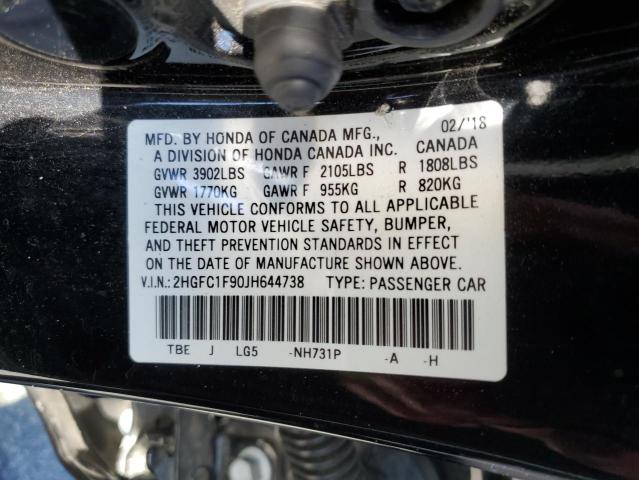 MFD. BY HONDA OF CANADA MFG., 02/'18
A DIVISION OF HONDA CANADA INC. CANADA
GVWR 3902LBS GAWR F 2105LBS R 1808LBS
GVWR 1770KG GAWR F 955KG R 820KG
THIS VEHICLE CONFORMS TO ALL APPLICABLE
FEDERAL MOTOR VEHICLE SAFETY, BUMPER,
AND THEFT PREVENTION STANDARDS IN EFFECT
ON THE DATE OF MANUFACTURE SHOWN ABOVE.
V.I.N.: 2HGFC1F90JH644738 TYPE: PASSENGER CAR
TBE J LG5 -NH731P -A -H